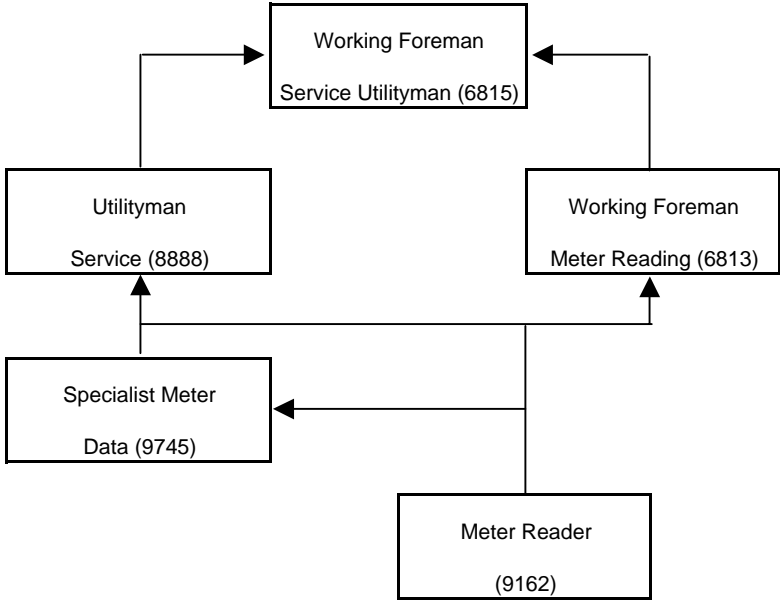 Working Foreman
Service Utilityman (6815)
Utilityman
Service (8888)
Working Foreman
Meter Reading (6813)
Specialist Meter
Data (9745)
Meter Reader
(9162)